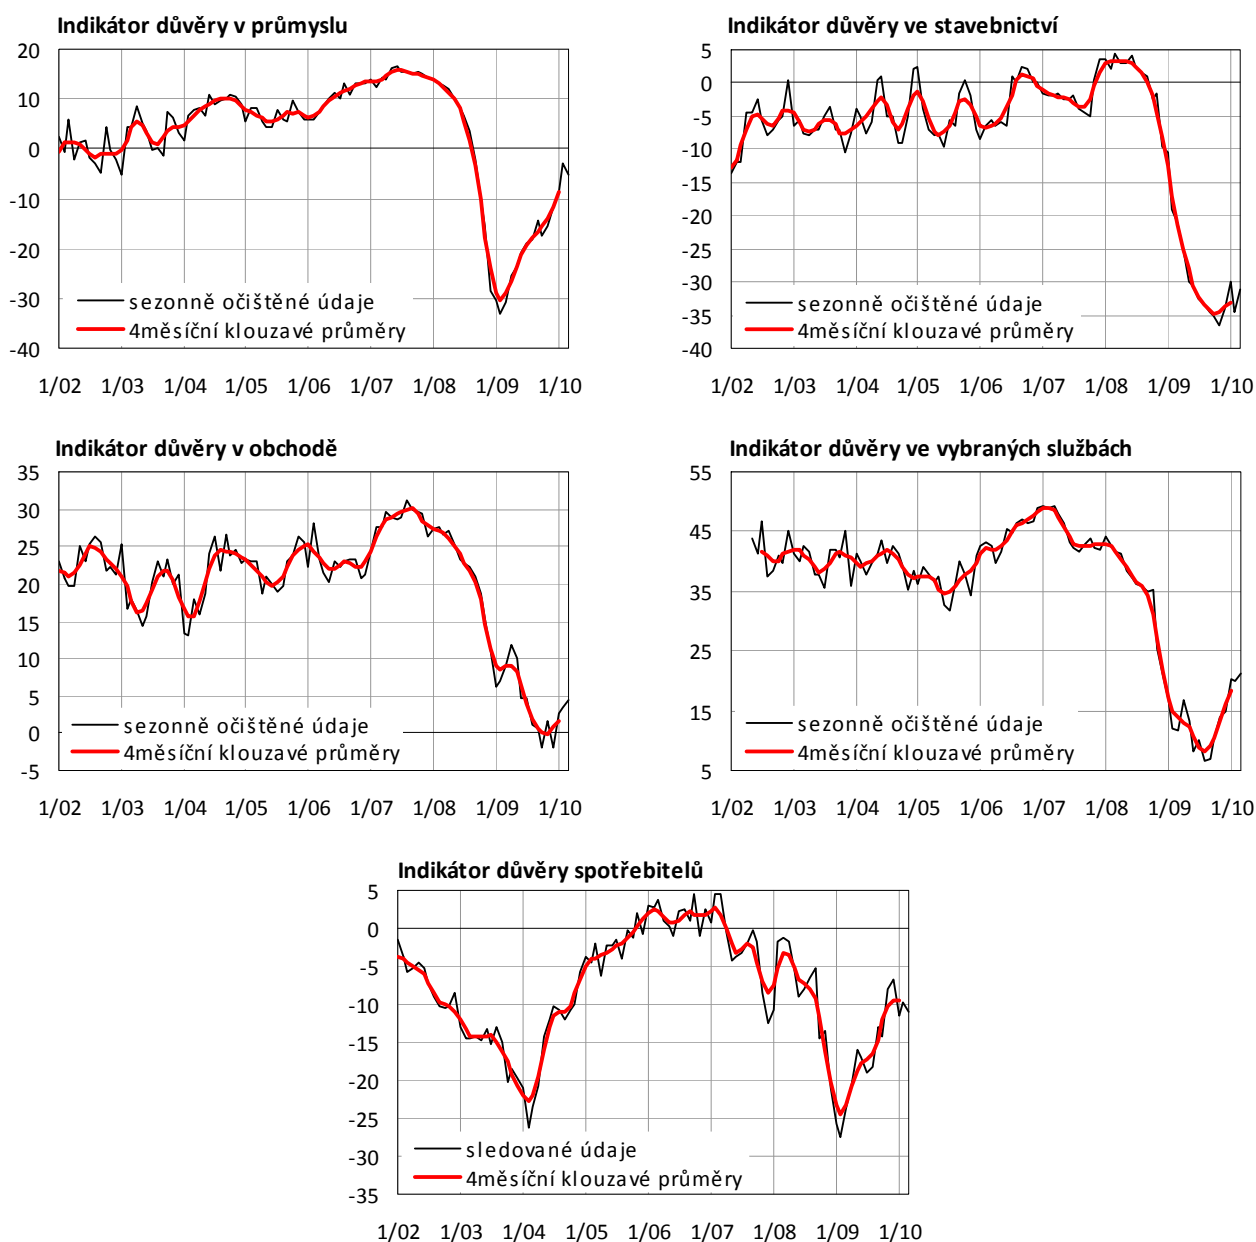 Indikátor důvěry v průmyslu
20
10
0
-10
-20
-30
-40
sezonně očištěné údaje
4měsíční klouzavé průměry
1/02 1/03 1/04 1/05 1/06 1/07 1/08 1/09 1/10
Indikátor důvěry ve stavebnictví
5
0
-5
-10
-15
-20
-25
-30
-35
-40
sezonně očištěné údaje
4měsíční klouzavé průměry
1/02 1/03 1/04 1/05 1/06 1/07 1/08 1/09 1/10
Indikátor důvěry v obchodě
35
30
25
20
15
10
5
0
-5
sezonně očištěné údaje
4měsíční klouzavé průměry
1/02 1/03 1/04 1/05 1/06 1/07 1/08 1/09 1/10
Indikátor důvěry ve vybraných službách
55
45
35
25
15
5
sezonně očištěné údaje
4měsíční klouzavé průměry
1/02 1/03 1/04 1/05 1/06 1/07 1/08 1/09 1/10
Indikátor důvěry spotřebitelů
5
0
-5
-10
-15
-20
-25
-30
-35
sledované údaje
4měsíční klouzavé průměry
1/02 1/03 1/04 1/05 1/06 1/07 1/08 1/09 1/10